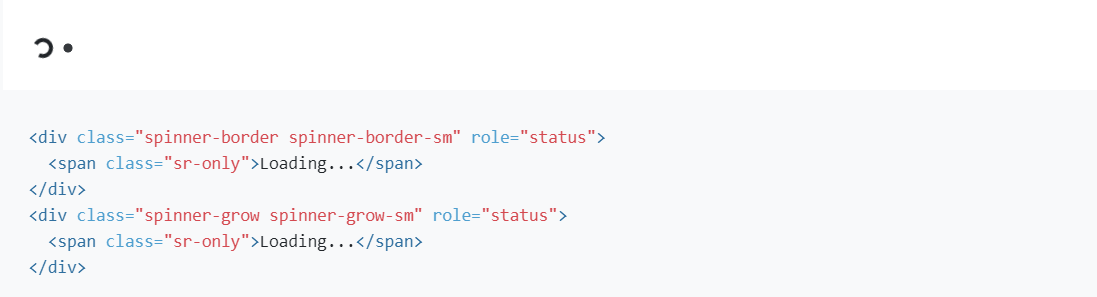 <div class="spinner-border spinner-border-sm" role="status">
  <span class="sr-only">Loading...</span>
</div>
<div class="spinner-grow spinner-grow-sm" role="status">
  <span class="sr-only">Loading...</span>
</div>